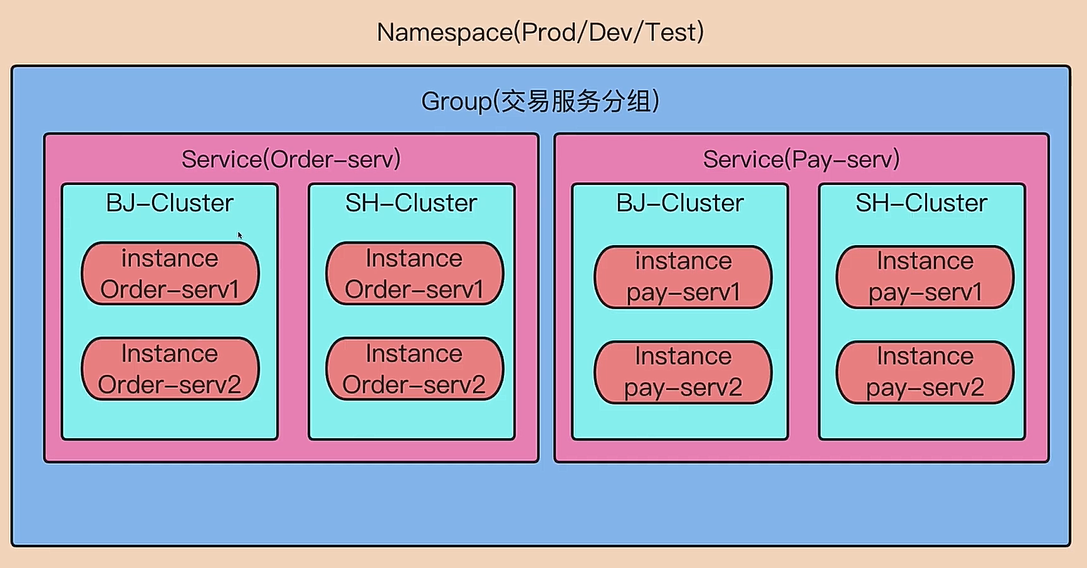 Namespace(Prod/Dev/Test)
Group(交易服务分组)
Service(Order-serv)
BJ-Cluster
instance
Order-serv1
Instance
Order-serv2
SH-Cluster
Instance
Order-serv1
Instance
Order-serv2
Service(Pay-serv)
BJ-Cluster
instance
pay-serv1
Instance
pay-serv2
SH-Cluster
Instance
pay-serv1
Instance
pay-serv2